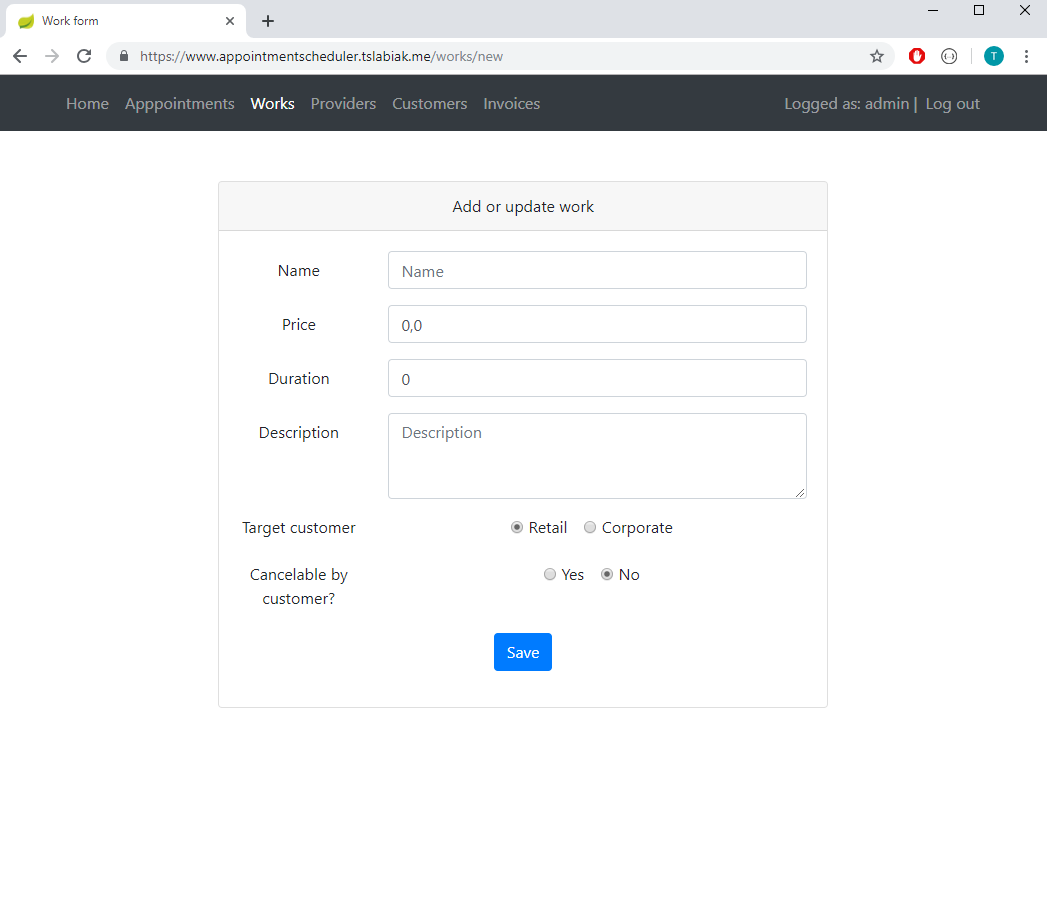 Work form
https://www.appointmentscheduler.tslabiak.me/works/new
T
Home Apppointments Works Providers Customers Invoices Logged as: admin | Log out
Add or update work
Name Name
Price 0,0
Duration 0
Description Description
Target customer Retail Corporate
Cancelable by
customer? Yes No
Save